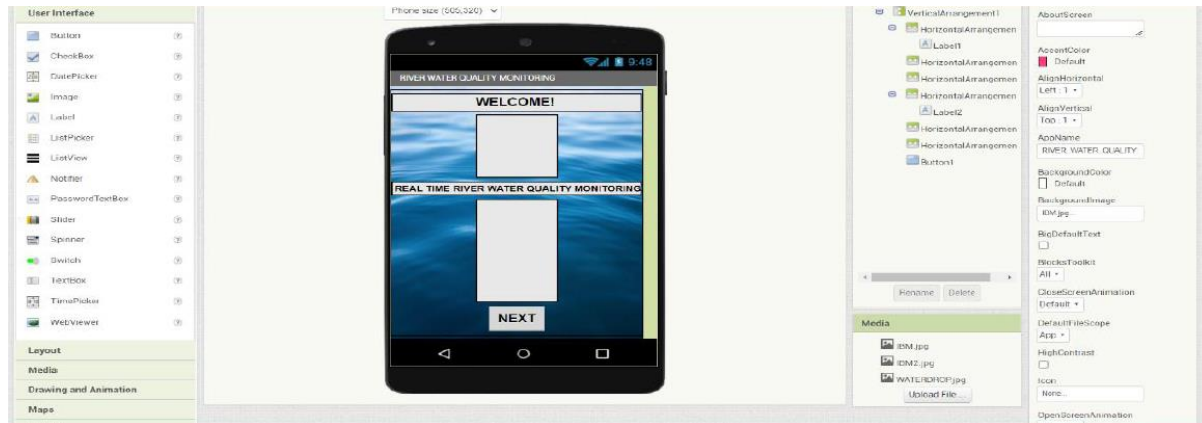 User Interface
Button
CheckBox
DatePicker
Image
Label
ListPicker
ListView
Notifier
PasswordTextBox
Slider
Spinner
Switch
TextBox
TimePicker
WebViewer
Layout
Media
Drawing and Animation
Maps
Phone size (505,320)
9:48
RIVER WATER QUALITY MONITORING
WELCOME!
REAL TIME RIVER WATER QUALITY MONITORING
NEXT
VerticalArrangement1
HorizontalArrangemen
Label1
HorizontalArrangemen
HorizontalArrangemen
HorizontalArrangemen
Label2
HorizontalArrangemen
HorizontalArrangemen
Button1
Rename Delete
Media
IBM.jpg
IBM2.jpg
WATERDROP.jpg
Upload File ...
AboutScreen
AccentColor
Default
AlignHorizontal
Left : 1
AlignVertical
Top : 1
AppName
RIVER WATER QUALITY
BackgroundColor
Default
BackgroundImage
IBM.jpg...
BigDefaultText
BlocksToolkit
All
CloseScreenAnimation
Default
DefaultFileScope
App
HighContrast
Icon
None...
OpenScreenAnimation